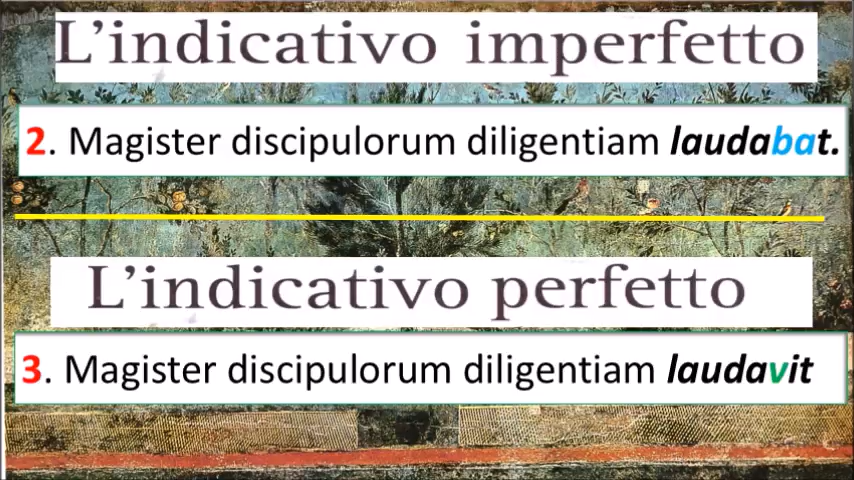 L'indicativo imperfetto
2. Magister discipulorum diligentiam laudabat.
L'indicativo perfetto
3. Magister discipulorum diligentiam laudavit